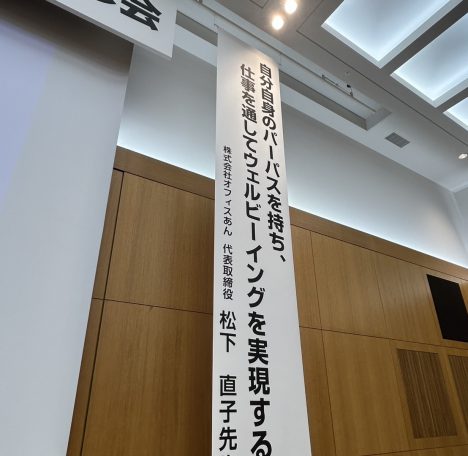 会
自分自身のパーパスを持ち、
仕事を通してウェルビーイングを実現する
株式会社オフィスあん 代表取締役 松下 直子先